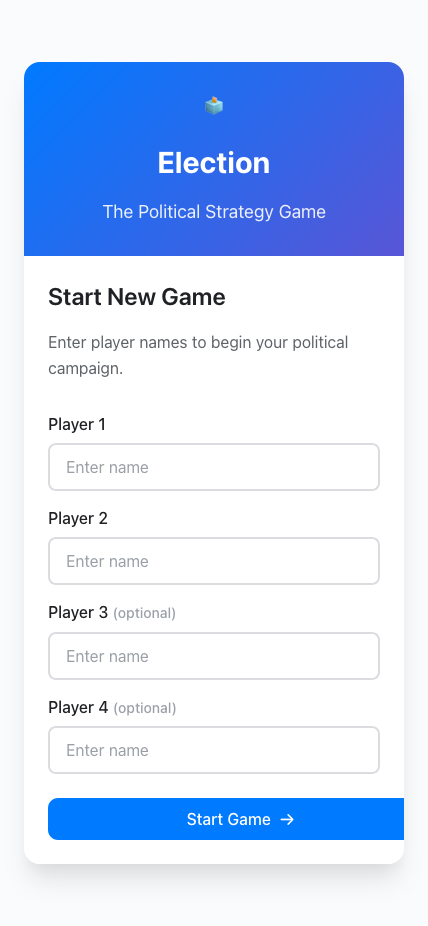 Election
The Political Strategy Game
Start New Game
Enter player names to begin your political
campaign.
Player 1
Enter name
Player 2
Enter name
Player 3 (optional)
Enter name
Player 4 (optional)
Enter name
Start Game →